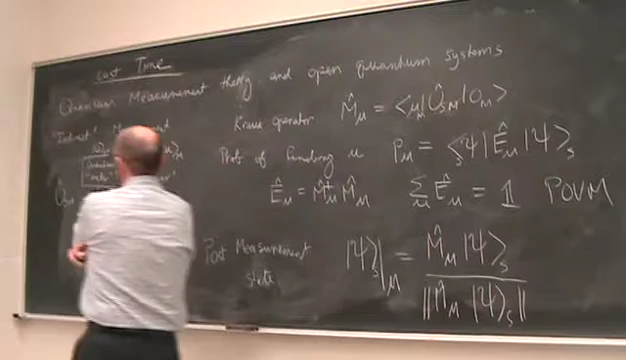 Last Time
Quantum Measurement theory and open quantum systems
"Indirect" Measurement
Kraus operator M̂_μ = ⟨μ|Û_SM|0_M⟩
Prob of finding μ P_μ = _S⟨ψ|Ê_μ|ψ⟩_S
Ê_μ = M̂_μ^† M̂_μ Σ_μ Ê_μ = 𝟙 POVM
Post Measurement state |ψ⟩_S|_μ = M̂_μ|ψ⟩_S / ||M̂_μ|ψ⟩_S||